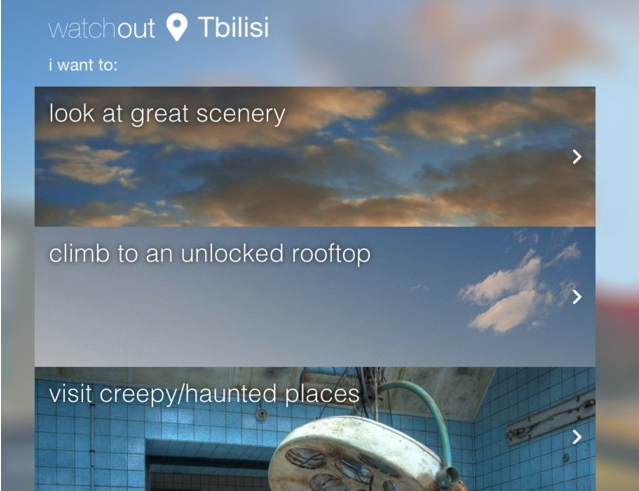 watchout Tbilisi
i want to:
look at great scenery
climb to an unlocked rooftop
visit creepy/haunted places